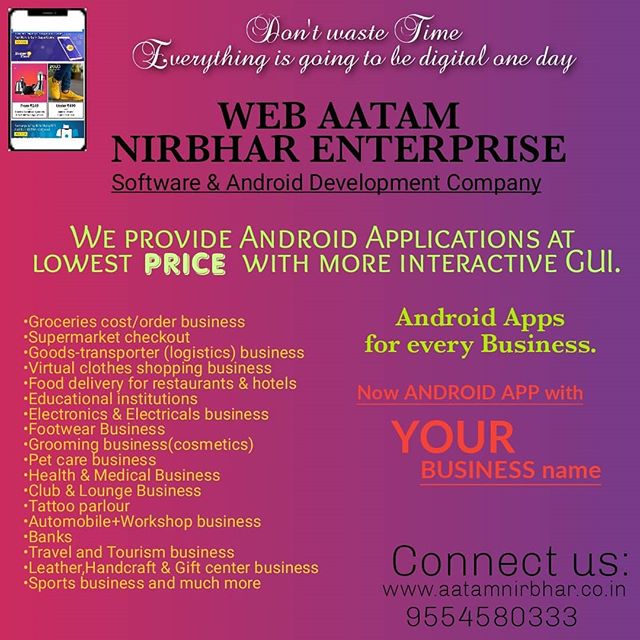 Don't waste Time
Everything is going to be digital one day
WEB AATAM
NIRBHAR ENTERPRISE
Software & Android Development Company
WE PROVIDE ANDROID APPLICATIONS AT
LOWEST PRICE WITH MORE INTERACTIVE GUI.
•Groceries cost/order business
•Supermarket checkout
•Goods-transporter (logistics) business
•Virtual clothes shopping business
•Food delivery for restaurants & hotels
•Educational institutions
•Electronics & Electricals business
•Footwear Business
•Grooming business(cosmetics)
•Pet care business
•Health & Medical Business
•Club & Lounge Business
•Tattoo parlour
•Automobile+Workshop business
•Banks
•Travel and Tourism business
•Leather,Handcraft & Gift center business
•Sports business and much more
Android Apps
for every Business.
Now ANDROID APP with
YOUR
BUSINESS name
Connect us:
www.aatamnirbhar.co.in
9554580333